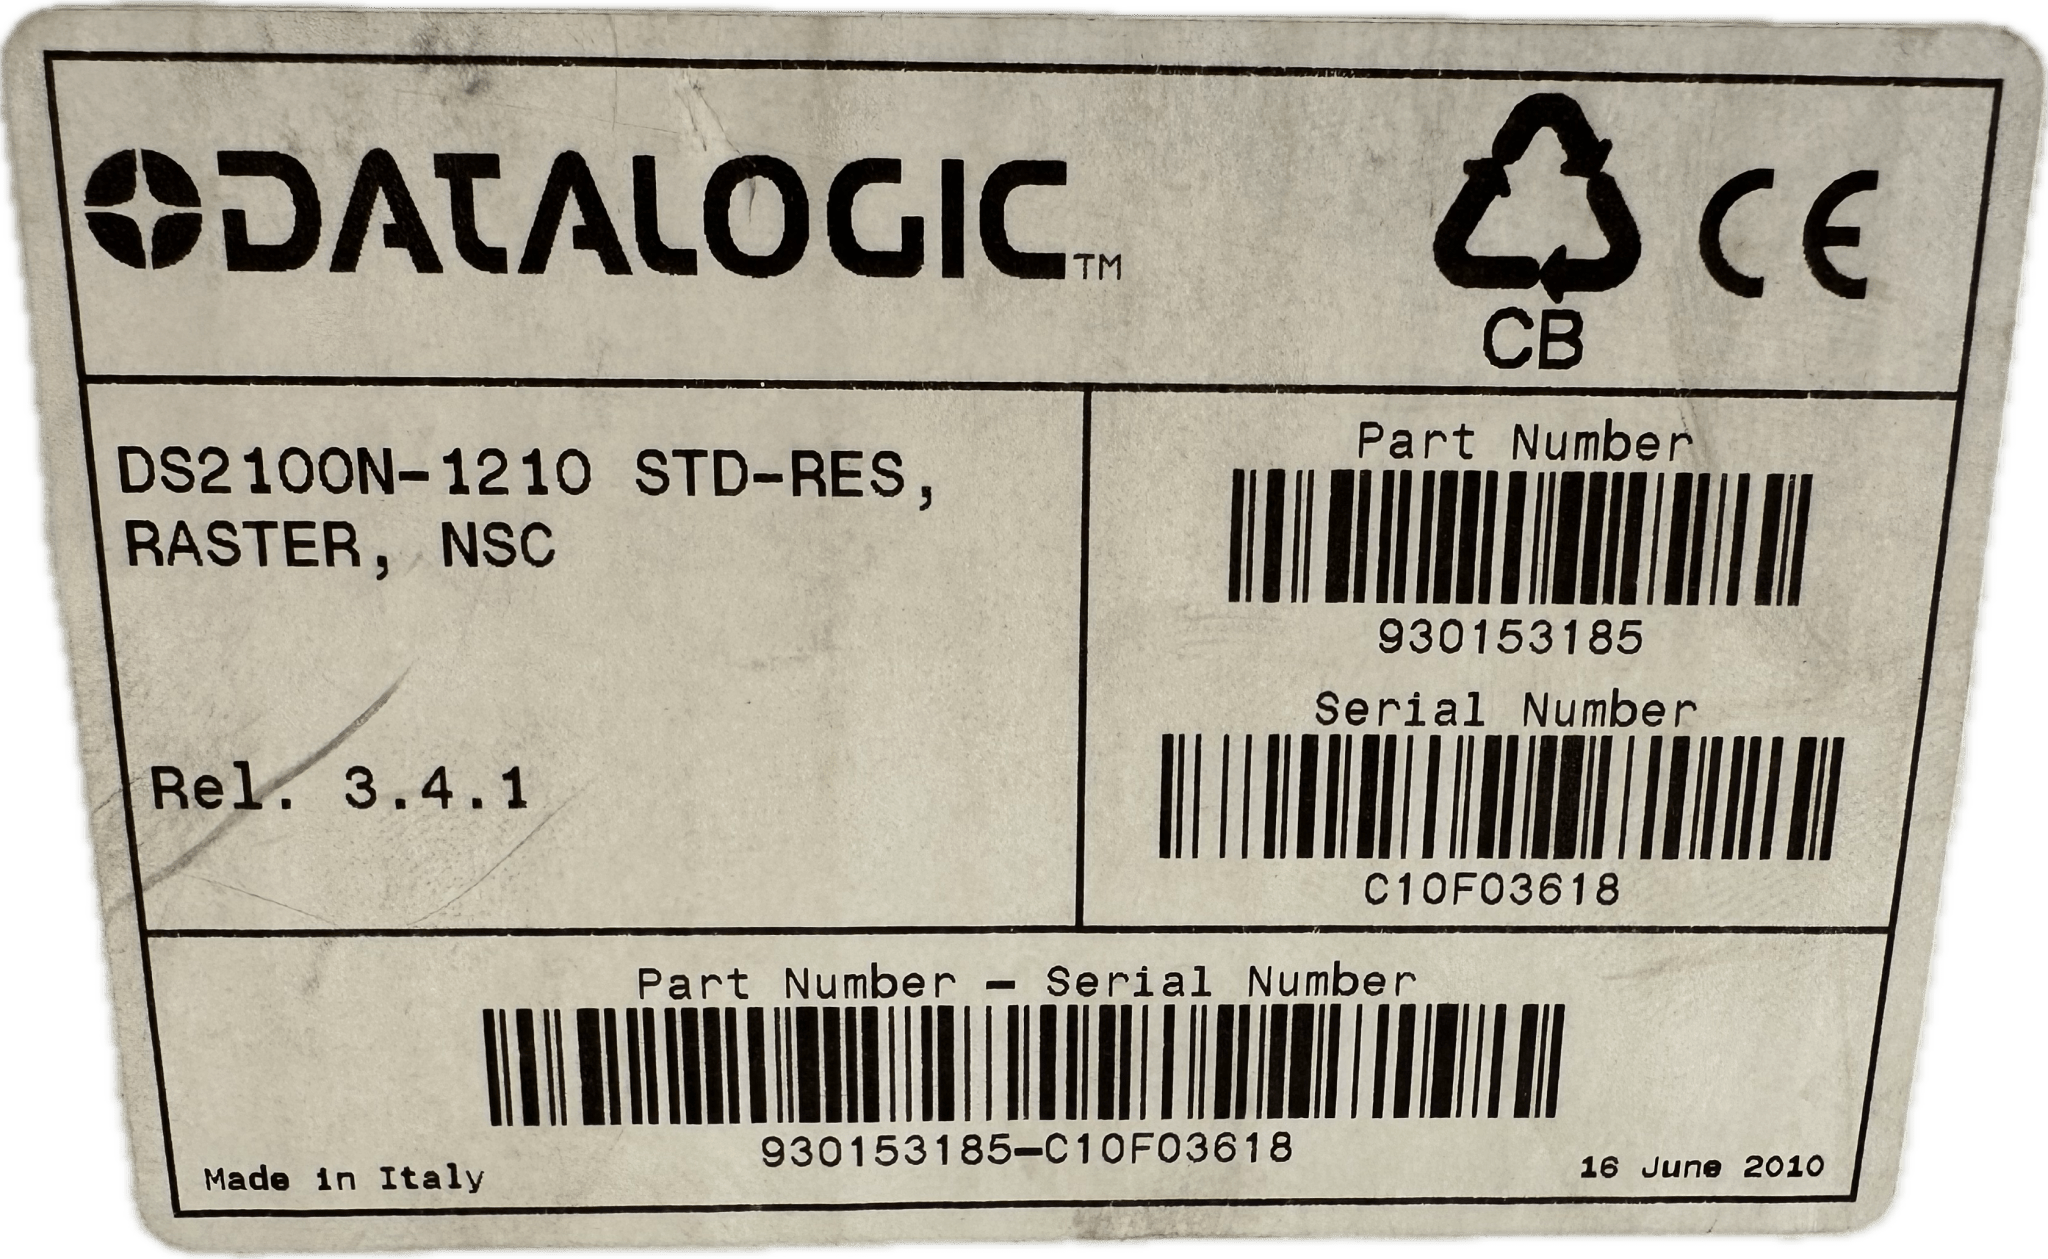 DATALOGIC™
CE
CB
DS2100N-1210 STD-RES,
RASTER, NSC
Rel. 3.4.1
Part Number
930153185
Serial Number
C10F03618
Part Number - Serial Number
930153185-C10F03618
Made in Italy
16 June 2010